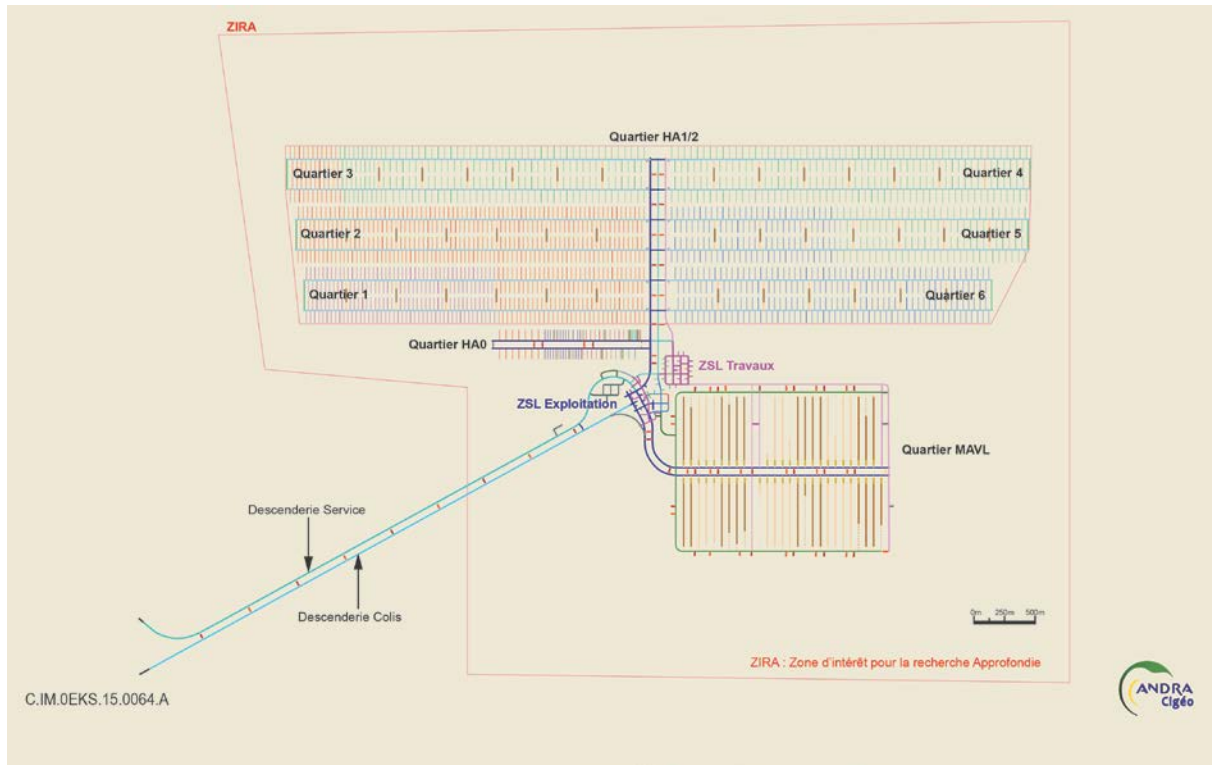 ZIRA
Quartier HA1/2
Quartier 3
Quartier 4
Quartier 2
Quartier 5
Quartier 1
Quartier 6
Quartier HA0
ZSL Travaux
ZSL Exploitation
Quartier MAVL
Descenderie Service
Descenderie Colis
0m 250m 500m
ZIRA : Zone d'intérêt pour la recherche Approfondie
C.IM.0EKS.15.0064.A
ANDRA
Cigéo